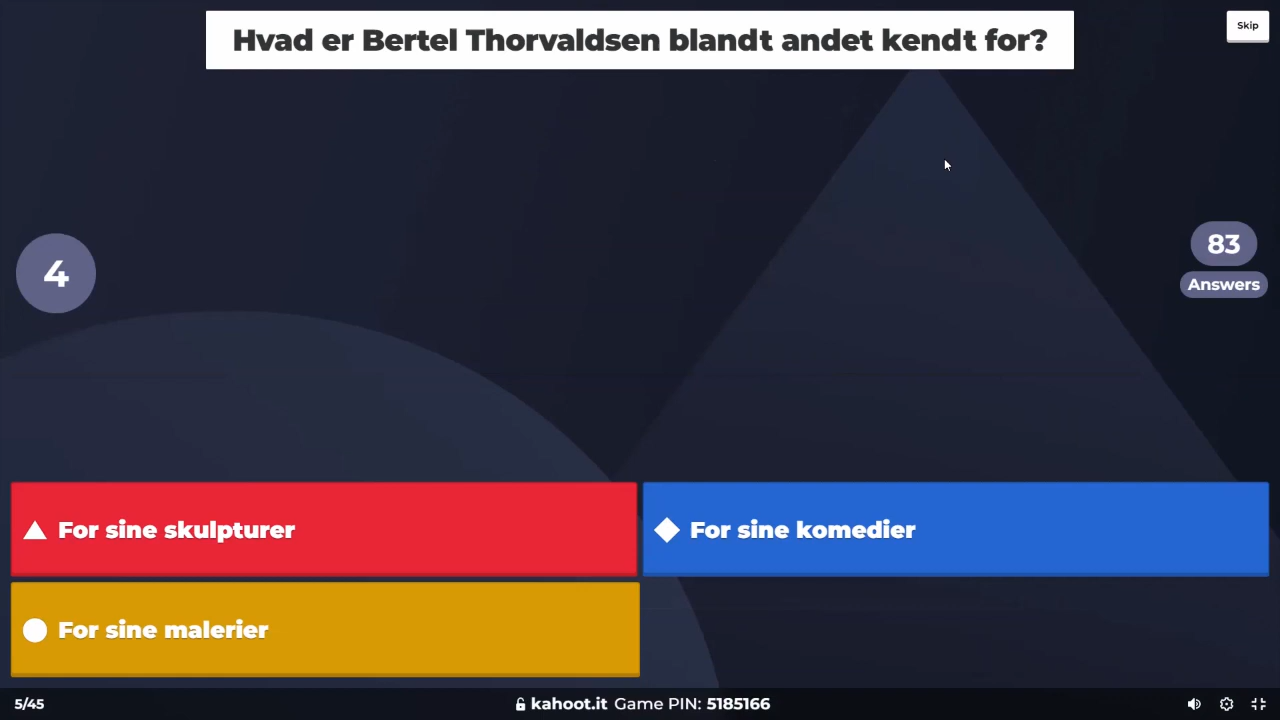 Hvad er Bertel Thorvaldsen blandt andet kendt for?
Skip
4
83
Answers
For sine skulpturer
For sine komedier
For sine malerier
5/45
kahoot.it Game PIN: 5185166